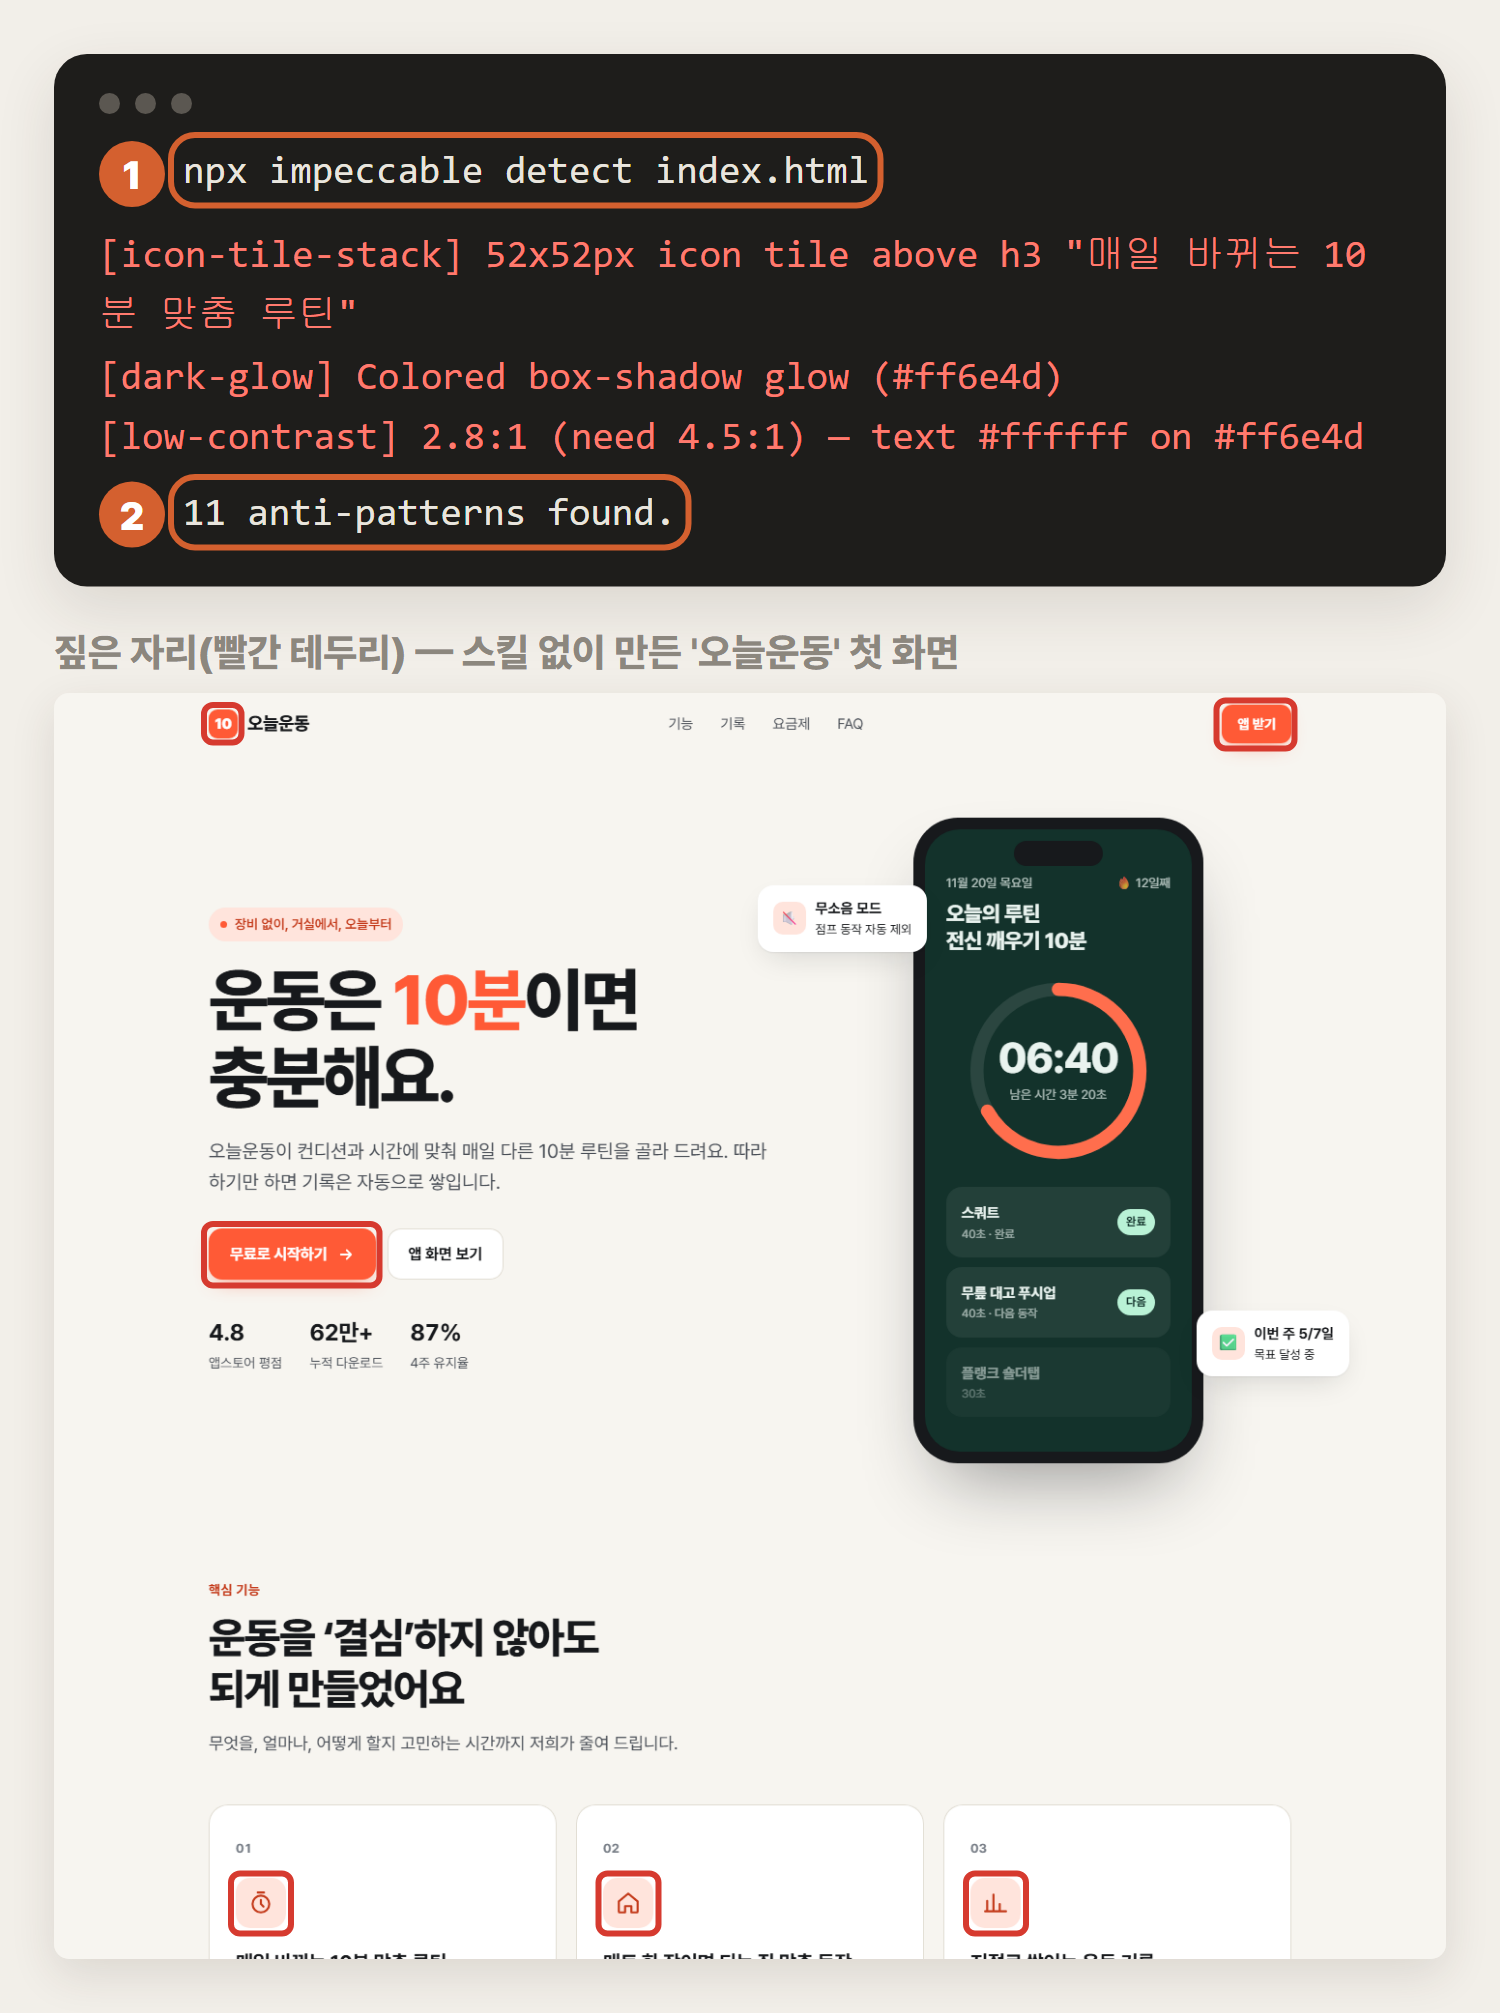 1 npx impeccable detect index.html
[icon-tile-stack] 52x52px icon tile above h3 "매일 바뀌는 10
분 맞춤 루틴"
[dark-glow] Colored box-shadow glow (#ff6e4d)
[low-contrast] 2.8:1 (need 4.5:1) — text #ffffff on #ff6e4d
2 11 anti-patterns found.
짚은 자리(빨간 테두리) — 스킬 없이 만든 '오늘운동' 첫 화면
10 오늘운동 기능 기록 요금제 FAQ 앱 받기
장비 없이, 거실에서, 오늘부터
운동은 10분이면
충분해요.
오늘운동이 컨디션과 시간에 맞춰 매일 다른 10분 루틴을 골라 드려요. 따라
하기만 하면 기록은 자동으로 쌓입니다.
무료로 시작하기 → 앱 화면 보기
4.8 62만+ 87%
앱스토어 평점 누적 다운로드 4주 유지율
무소음 모드
점프 동작 자동 제외
11월 20일 목요일 12일째
오늘의 루틴
전신 깨우기 10분
06:40
남은 시간 3분 20초
스쿼트
40초 · 완료
완료
무릎 대고 푸시업
40초 · 다음 동작
다음
플랭크 숄더탭
30초
이번 주 5/7일
목표 달성 중
핵심 기능
운동을 ‘결심’하지 않아도
되게 만들었어요
무엇을, 얼마나, 어떻게 할지 고민하는 시간까지 저희가 줄여 드립니다.
01 02 03